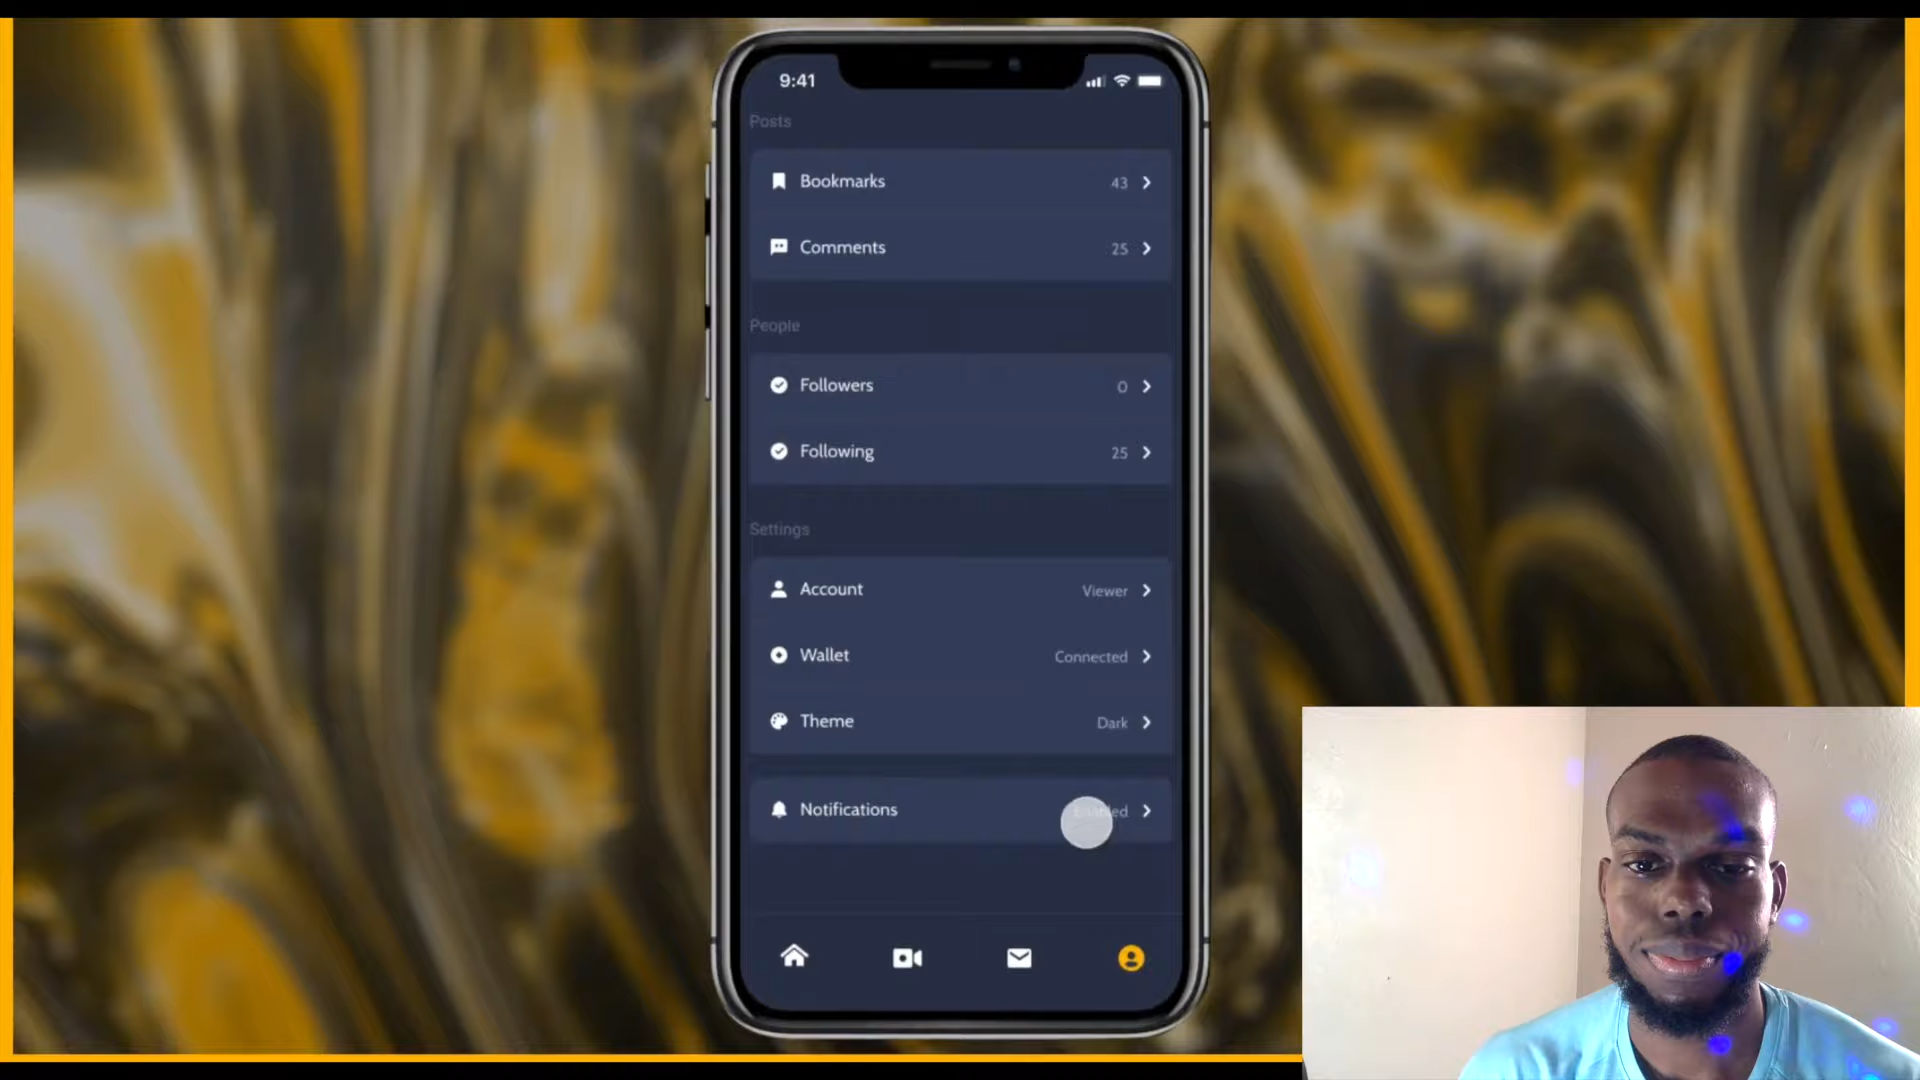 9:41
Posts
Bookmarks 43
Comments 25
People
Followers 0
Following 25
Settings
Account Viewer
Wallet Connected
Theme Dark
Notifications